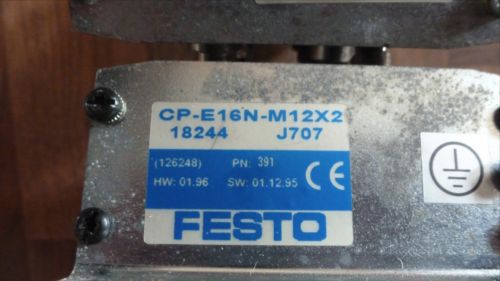 CP-E16N-M12X2
18244 J707
(126248) PN: 391
HW: 01.96 SW: 01.12.95 CE
FESTO